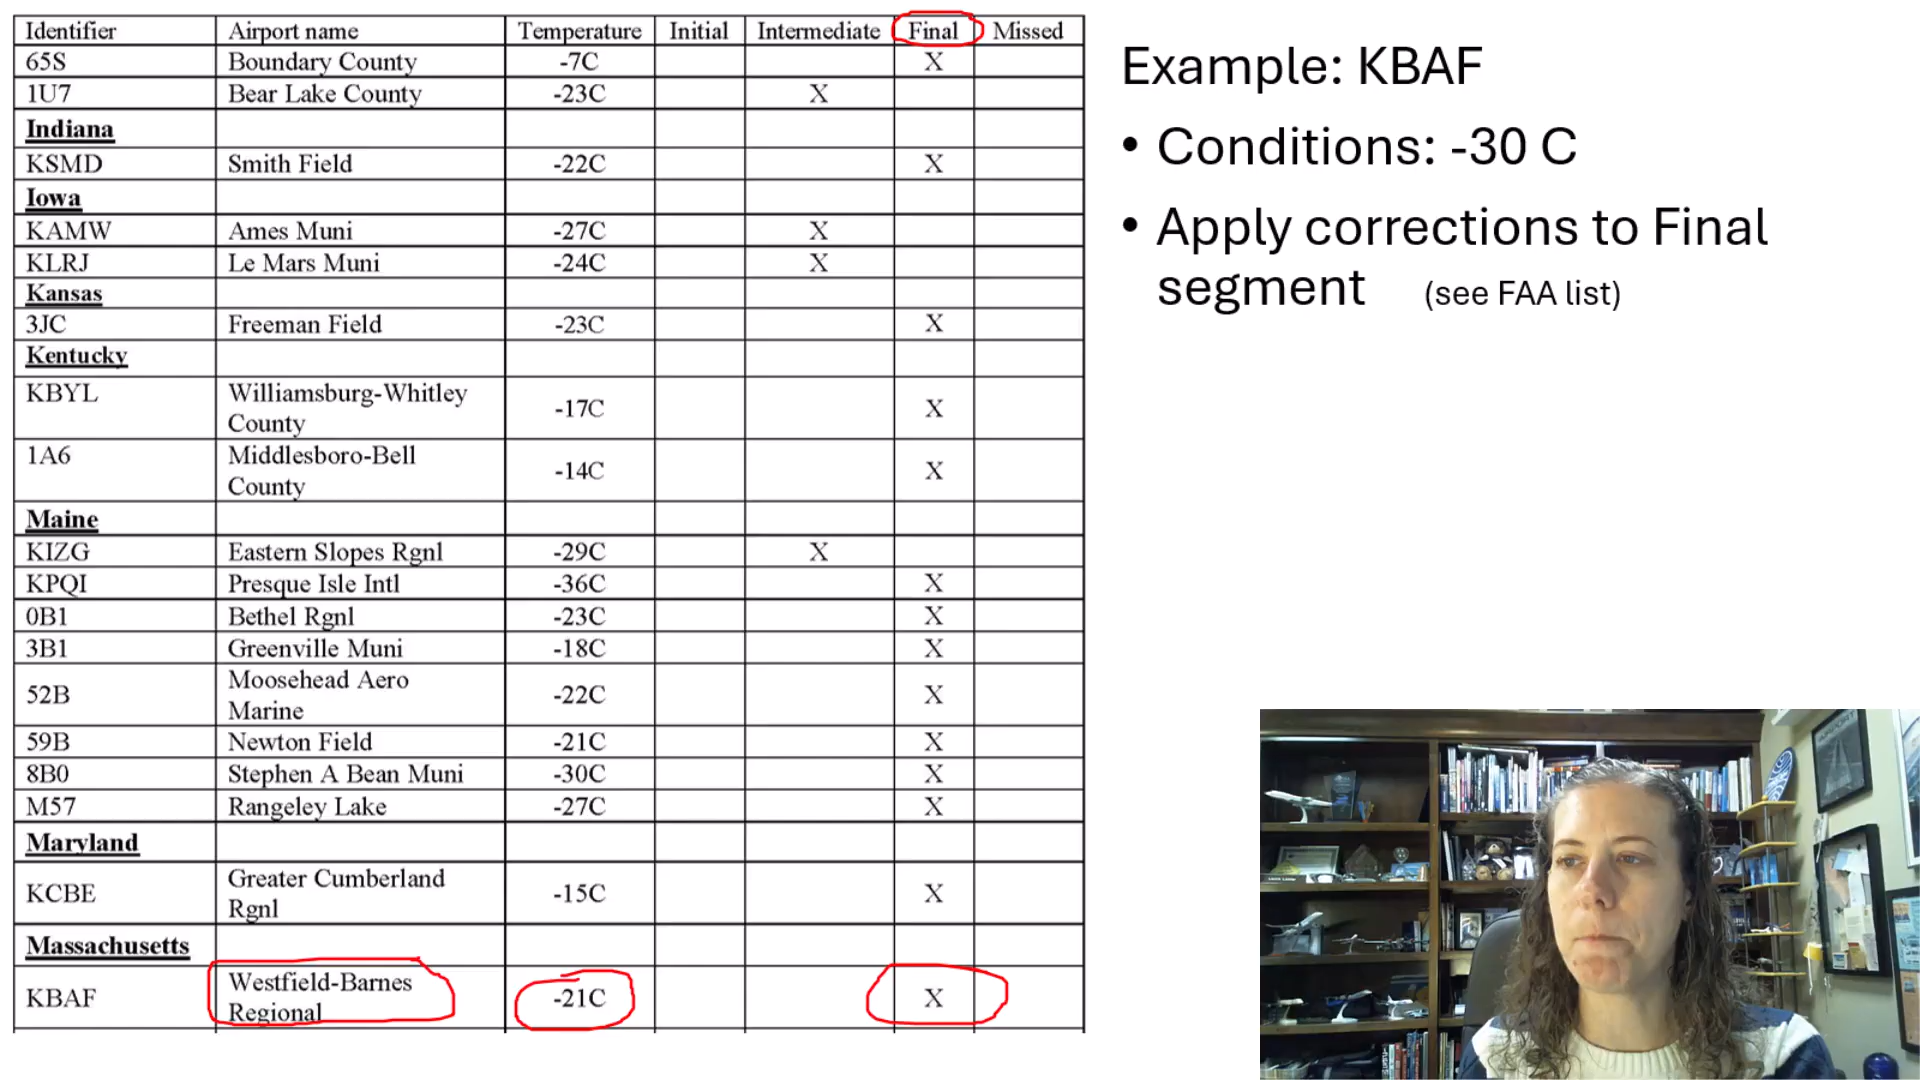 Identifier Airport name Temperature Initial Intermediate Final Missed
65S Boundary County -7C X
1U7 Bear Lake County -23C X
Indiana
KSMD Smith Field -22C X
Iowa
KAMW Ames Muni -27C X
KLRJ Le Mars Muni -24C X
Kansas
3JC Freeman Field -23C X
Kentucky
KBYL Williamsburg-Whitley County -17C X
1A6 Middlesboro-Bell County -14C X
Maine
KIZG Eastern Slopes Rgnl -29C X
KPQI Presque Isle Intl -36C X
0B1 Bethel Rgnl -23C X
3B1 Greenville Muni -18C X
52B Moosehead Aero Marine -22C X
59B Newton Field -21C X
8B0 Stephen A Bean Muni -30C X
M57 Rangeley Lake -27C X
Maryland
KCBE Greater Cumberland Rgnl -15C X
Massachusetts
KBAF Westfield-Barnes Regional -21C X
Example: KBAF
• Conditions: -30 C
• Apply corrections to Final
segment (see FAA list)